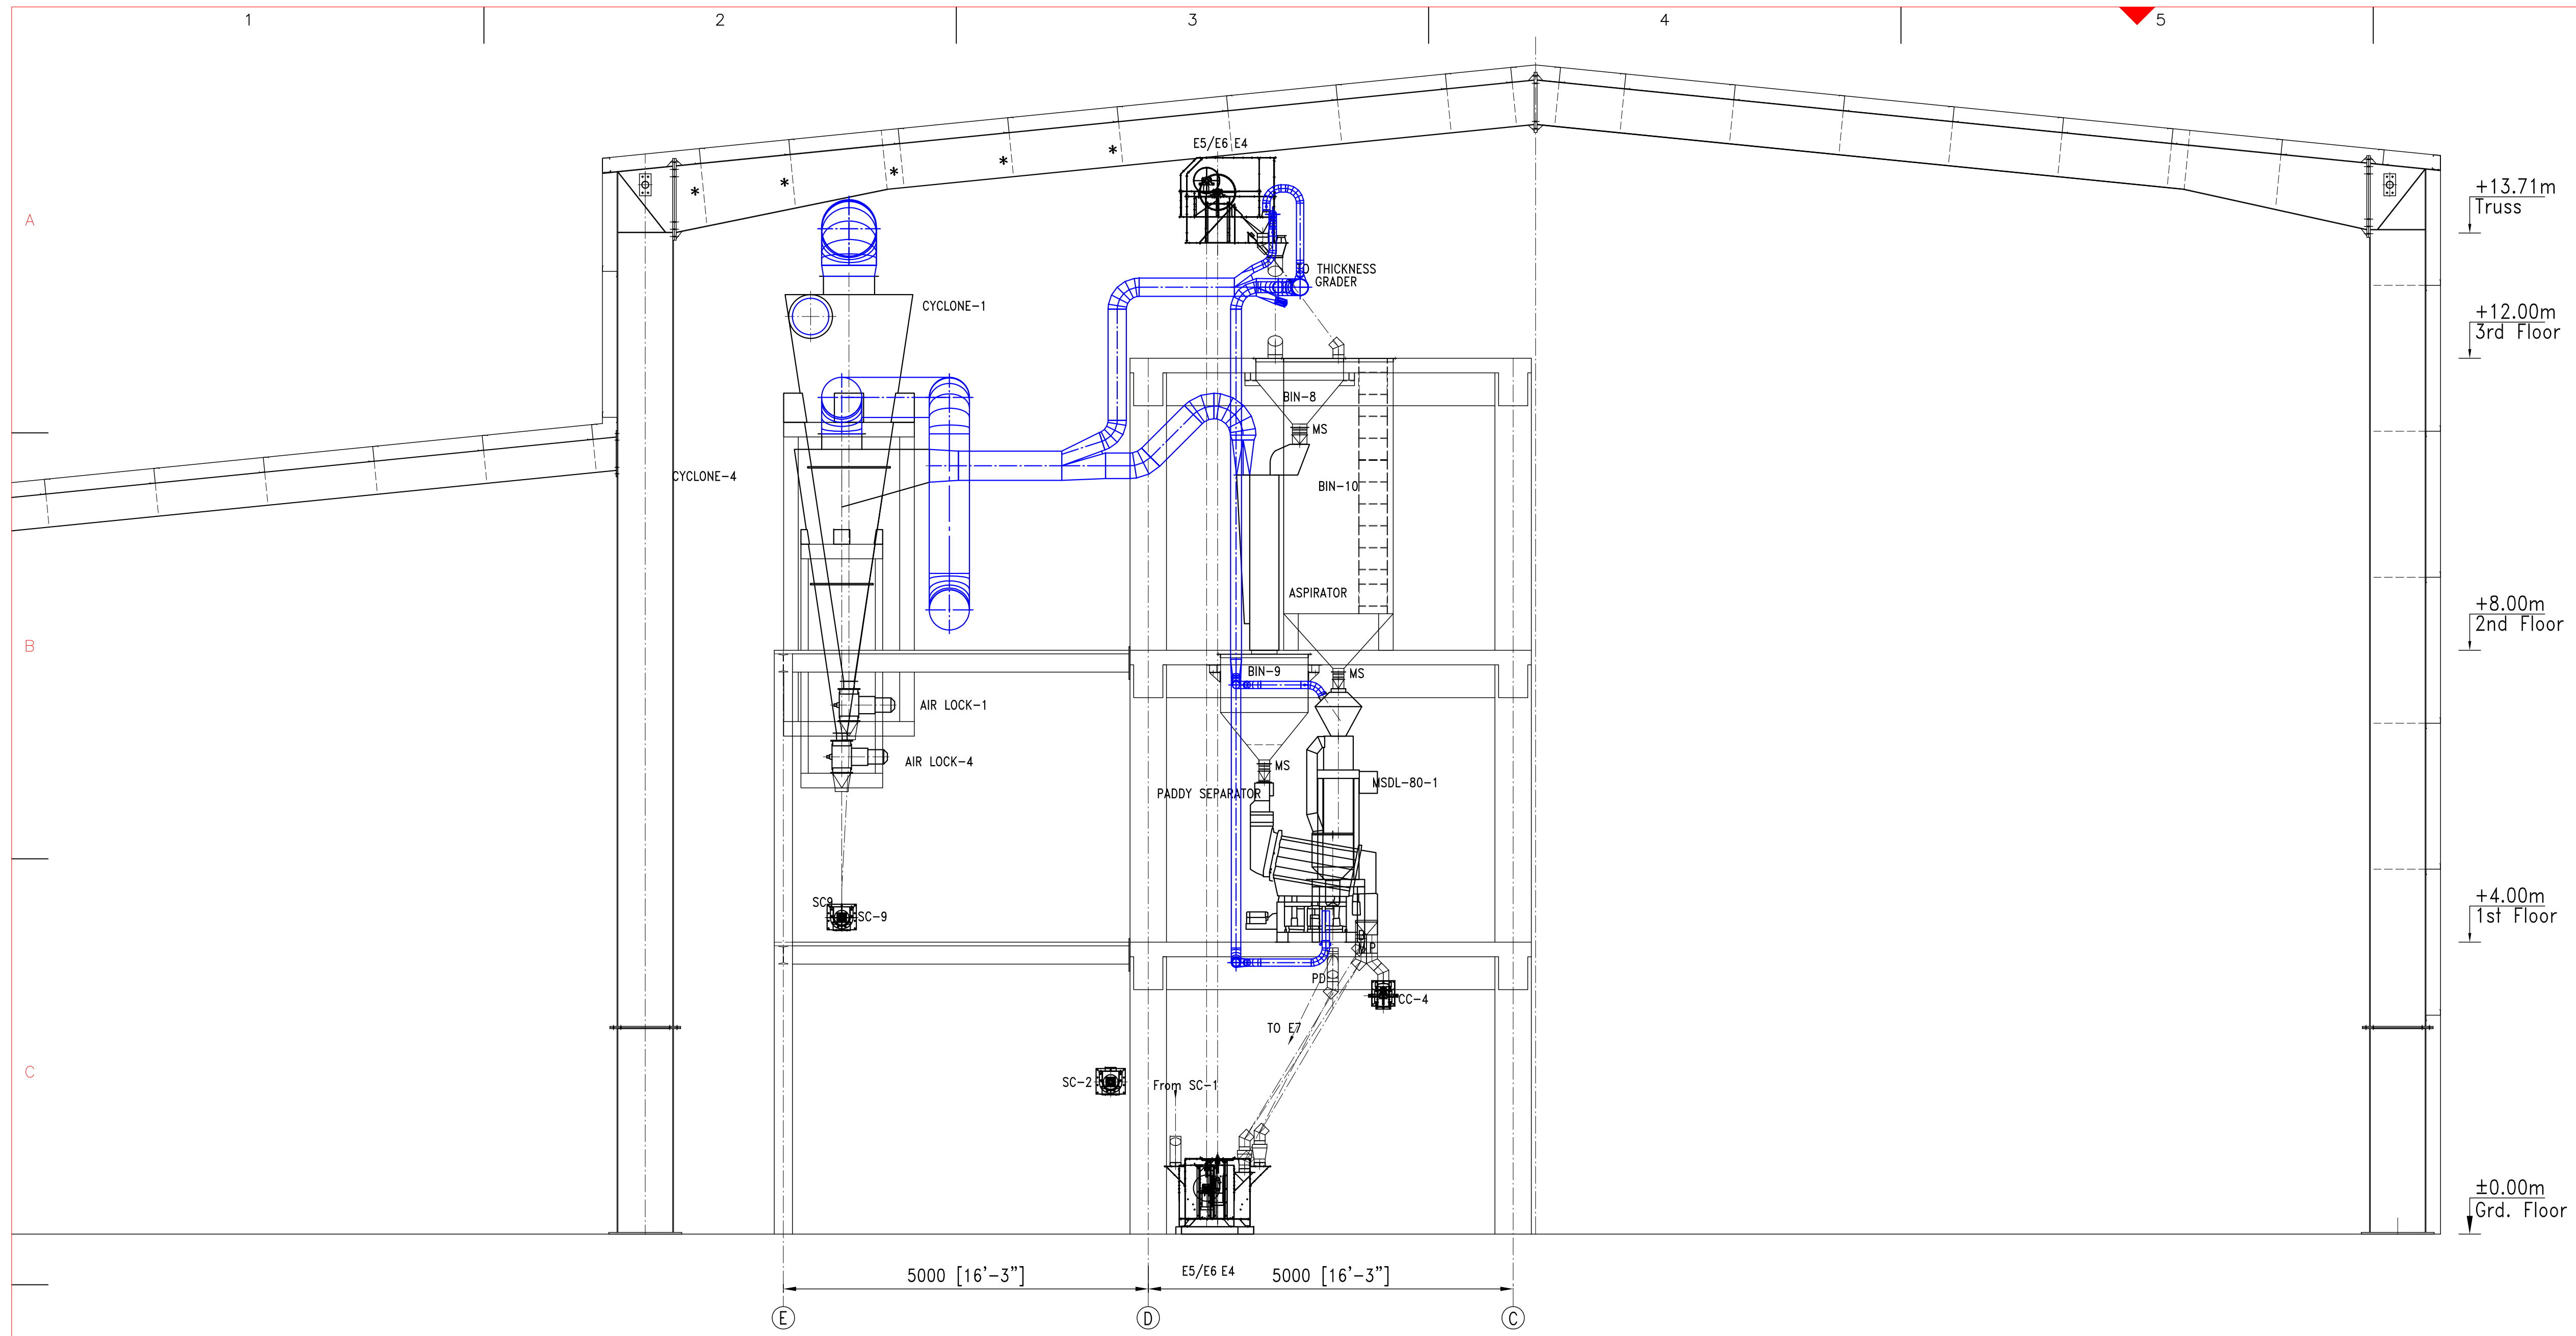 1 2 3 4 5
E5/E6 E4
A
+13.71m
Truss
TO THICKNESS
GRADER
CYCLONE-1
+12.00m
3rd Floor
BIN-8
MS
CYCLONE-4
BIN-10
ASPIRATOR
+8.00m
2nd Floor
B
BIN-9
MS
AIR LOCK-1
AIR LOCK-4
MS
MSDL-80-1
PADDY SEPARATOR
SC9
SC-9
+4.00m
1st Floor
P
PD
CC-4
TO E7
C
SC-2
From SC-1
±0.00m
Grd. Floor
5000 [16'-3"]
E5/E6 E4
5000 [16'-3"]
E D C